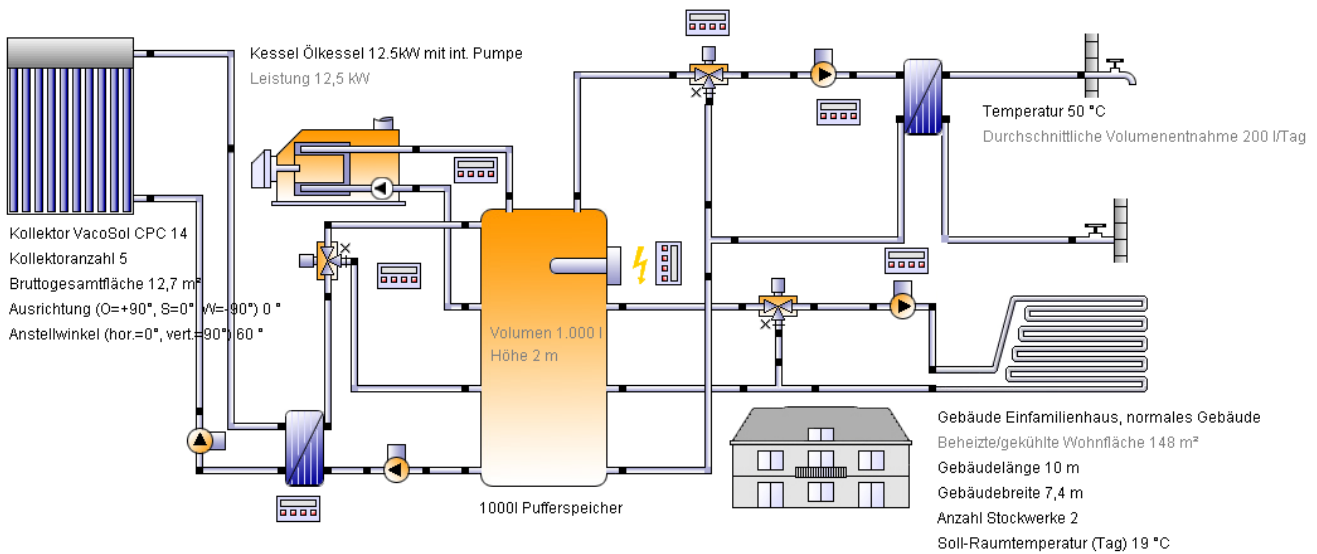 Kessel Ölkessel 12.5kW mit int. Pumpe
Leistung 12,5 kW
Temperatur 50 °C
Durchschnittliche Volumenentnahme 200 l/Tag
Kollektor VacoSol CPC 14
Kollektoranzahl 5
Bruttogesamtfläche 12,7 m²
Ausrichtung (O=+90°, S=0°, W=-90°) 0 °
Anstellwinkel (hor.=0°, vert.=90°) 60 °
Volumen 1.000 l
Höhe 2 m
1000l Pufferspeicher
Gebäude Einfamilienhaus, normales Gebäude
Beheizte/gekühlte Wohnfläche 148 m²
Gebäudelänge 10 m
Gebäudebreite 7,4 m
Anzahl Stockwerke 2
Soll-Raumtemperatur (Tag) 19 °C